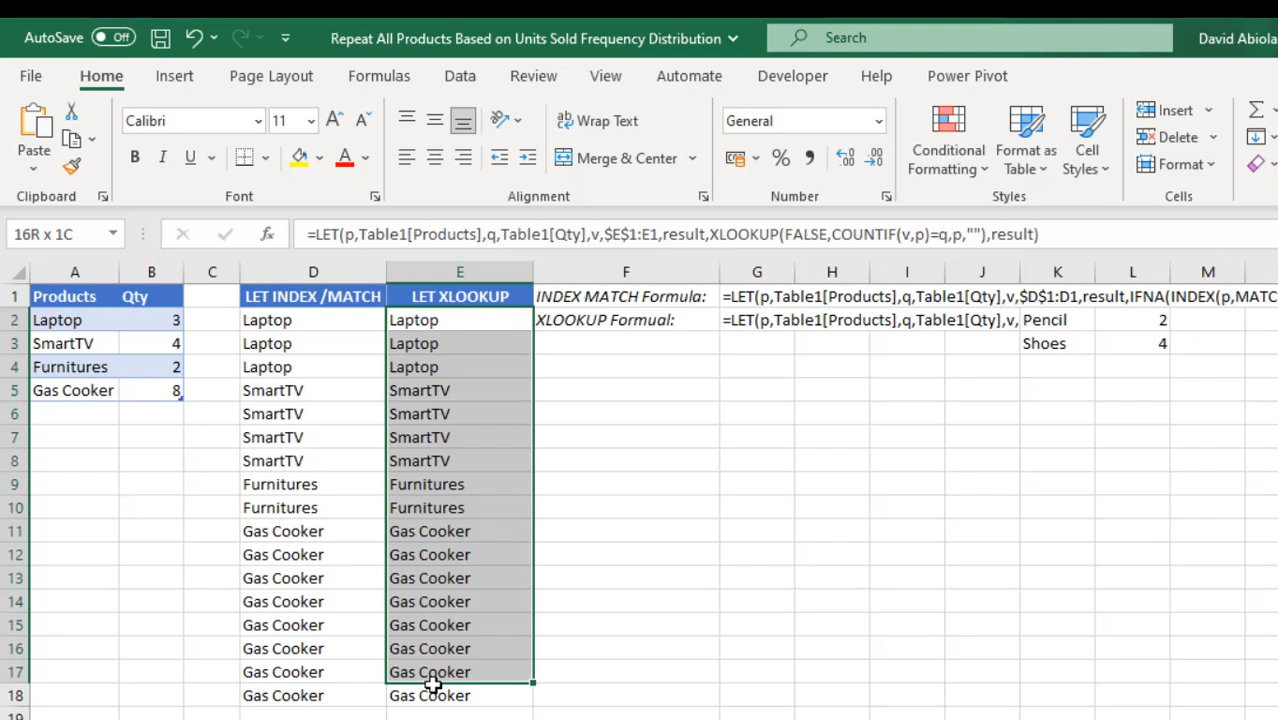 AutoSave Off Repeat All Products Based on Units Sold Frequency Distribution Search David Abiola
File Home Insert Page Layout Formulas Data Review View Automate Developer Help Power Pivot
Paste Calibri 11 A A ab Wrap Text General Conditional Formatting Format as Table Cell Styles Insert
B I U A Merge & Center % Delete
Format
Clipboard Font Alignment Number Styles Cells
16R x 1C fx =LET(p,Table1[Products],q,Table1[Qty],v,$E$1:E1,result,XLOOKUP(FALSE,COUNTIF(v,p)=q,p,""),result)
A B C D E F G H I J K L M
1 Products Qty LET INDEX /MATCH LET XLOOKUP INDEX MATCH Formula: =LET(p,Table1[Products],q,Table1[Qty],v,$D$1:D1,result,IFNA(INDEX(p,MATC
2 Laptop 3 Laptop Laptop XLOOKUP Formual: =LET(p,Table1[Products],q,Table1[Qty],v, Pencil 2
3 SmartTV 4 Laptop Laptop Shoes 4
4 Furnitures 2 Laptop Laptop
5 Gas Cooker 8 SmartTV SmartTV
6 SmartTV SmartTV
7 SmartTV SmartTV
8 SmartTV SmartTV
9 Furnitures Furnitures
10 Furnitures Furnitures
11 Gas Cooker Gas Cooker
12 Gas Cooker Gas Cooker
13 Gas Cooker Gas Cooker
14 Gas Cooker Gas Cooker
15 Gas Cooker Gas Cooker
16 Gas Cooker Gas Cooker
17 Gas Cooker Gas Cooker
18 Gas Cooker Gas Cooker